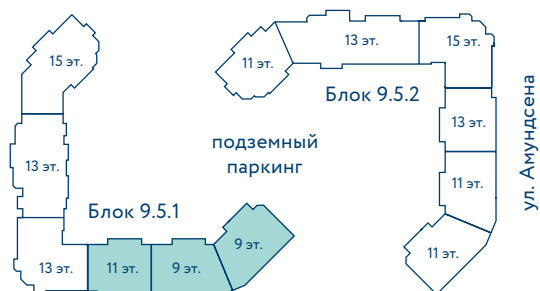 13 эт.
15 эт.
15 эт.
11 эт.
Блок 9.5.2
13 эт.
подземный
паркинг
13 эт.
11 эт.
Блок 9.5.1
9 эт.
11 эт.
13 эт.
11 эт.
9 эт.
ул. Амундсена